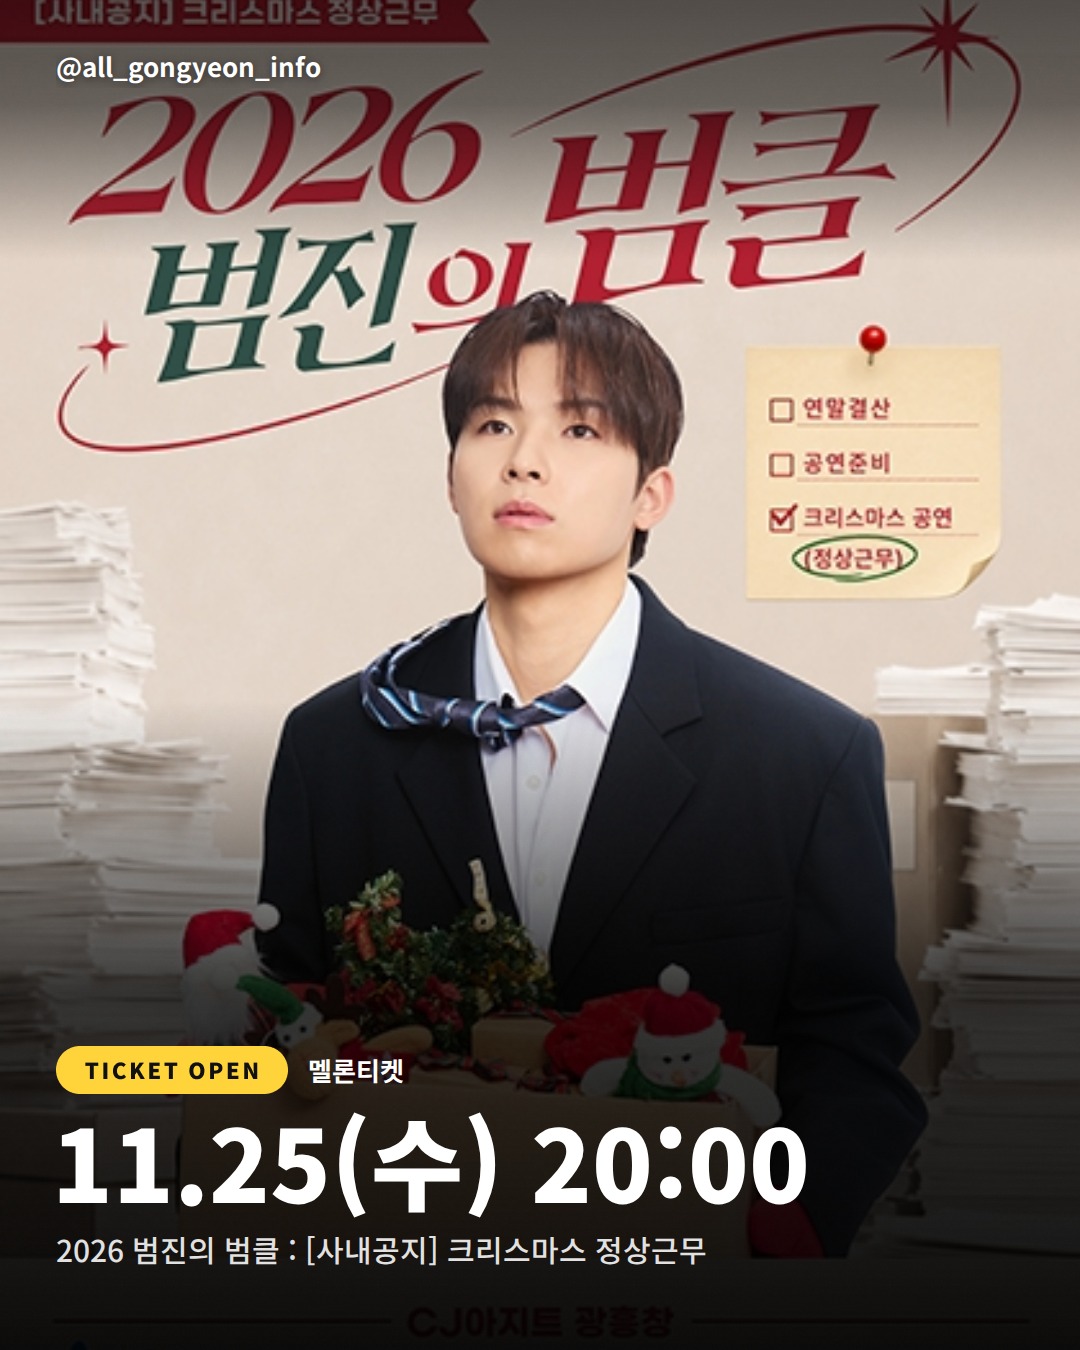 [사내공지] 크리스마스 정상근무
@all_gongyeon_info
2026 범클
범진의
연말결산
공연준비
크리스마스 공연
(정상근무)
TICKET OPEN 멜론티켓
11.25(수) 20:00
2026 범진의 범클 : [사내공지] 크리스마스 정상근무
CJ아지트 광흥창